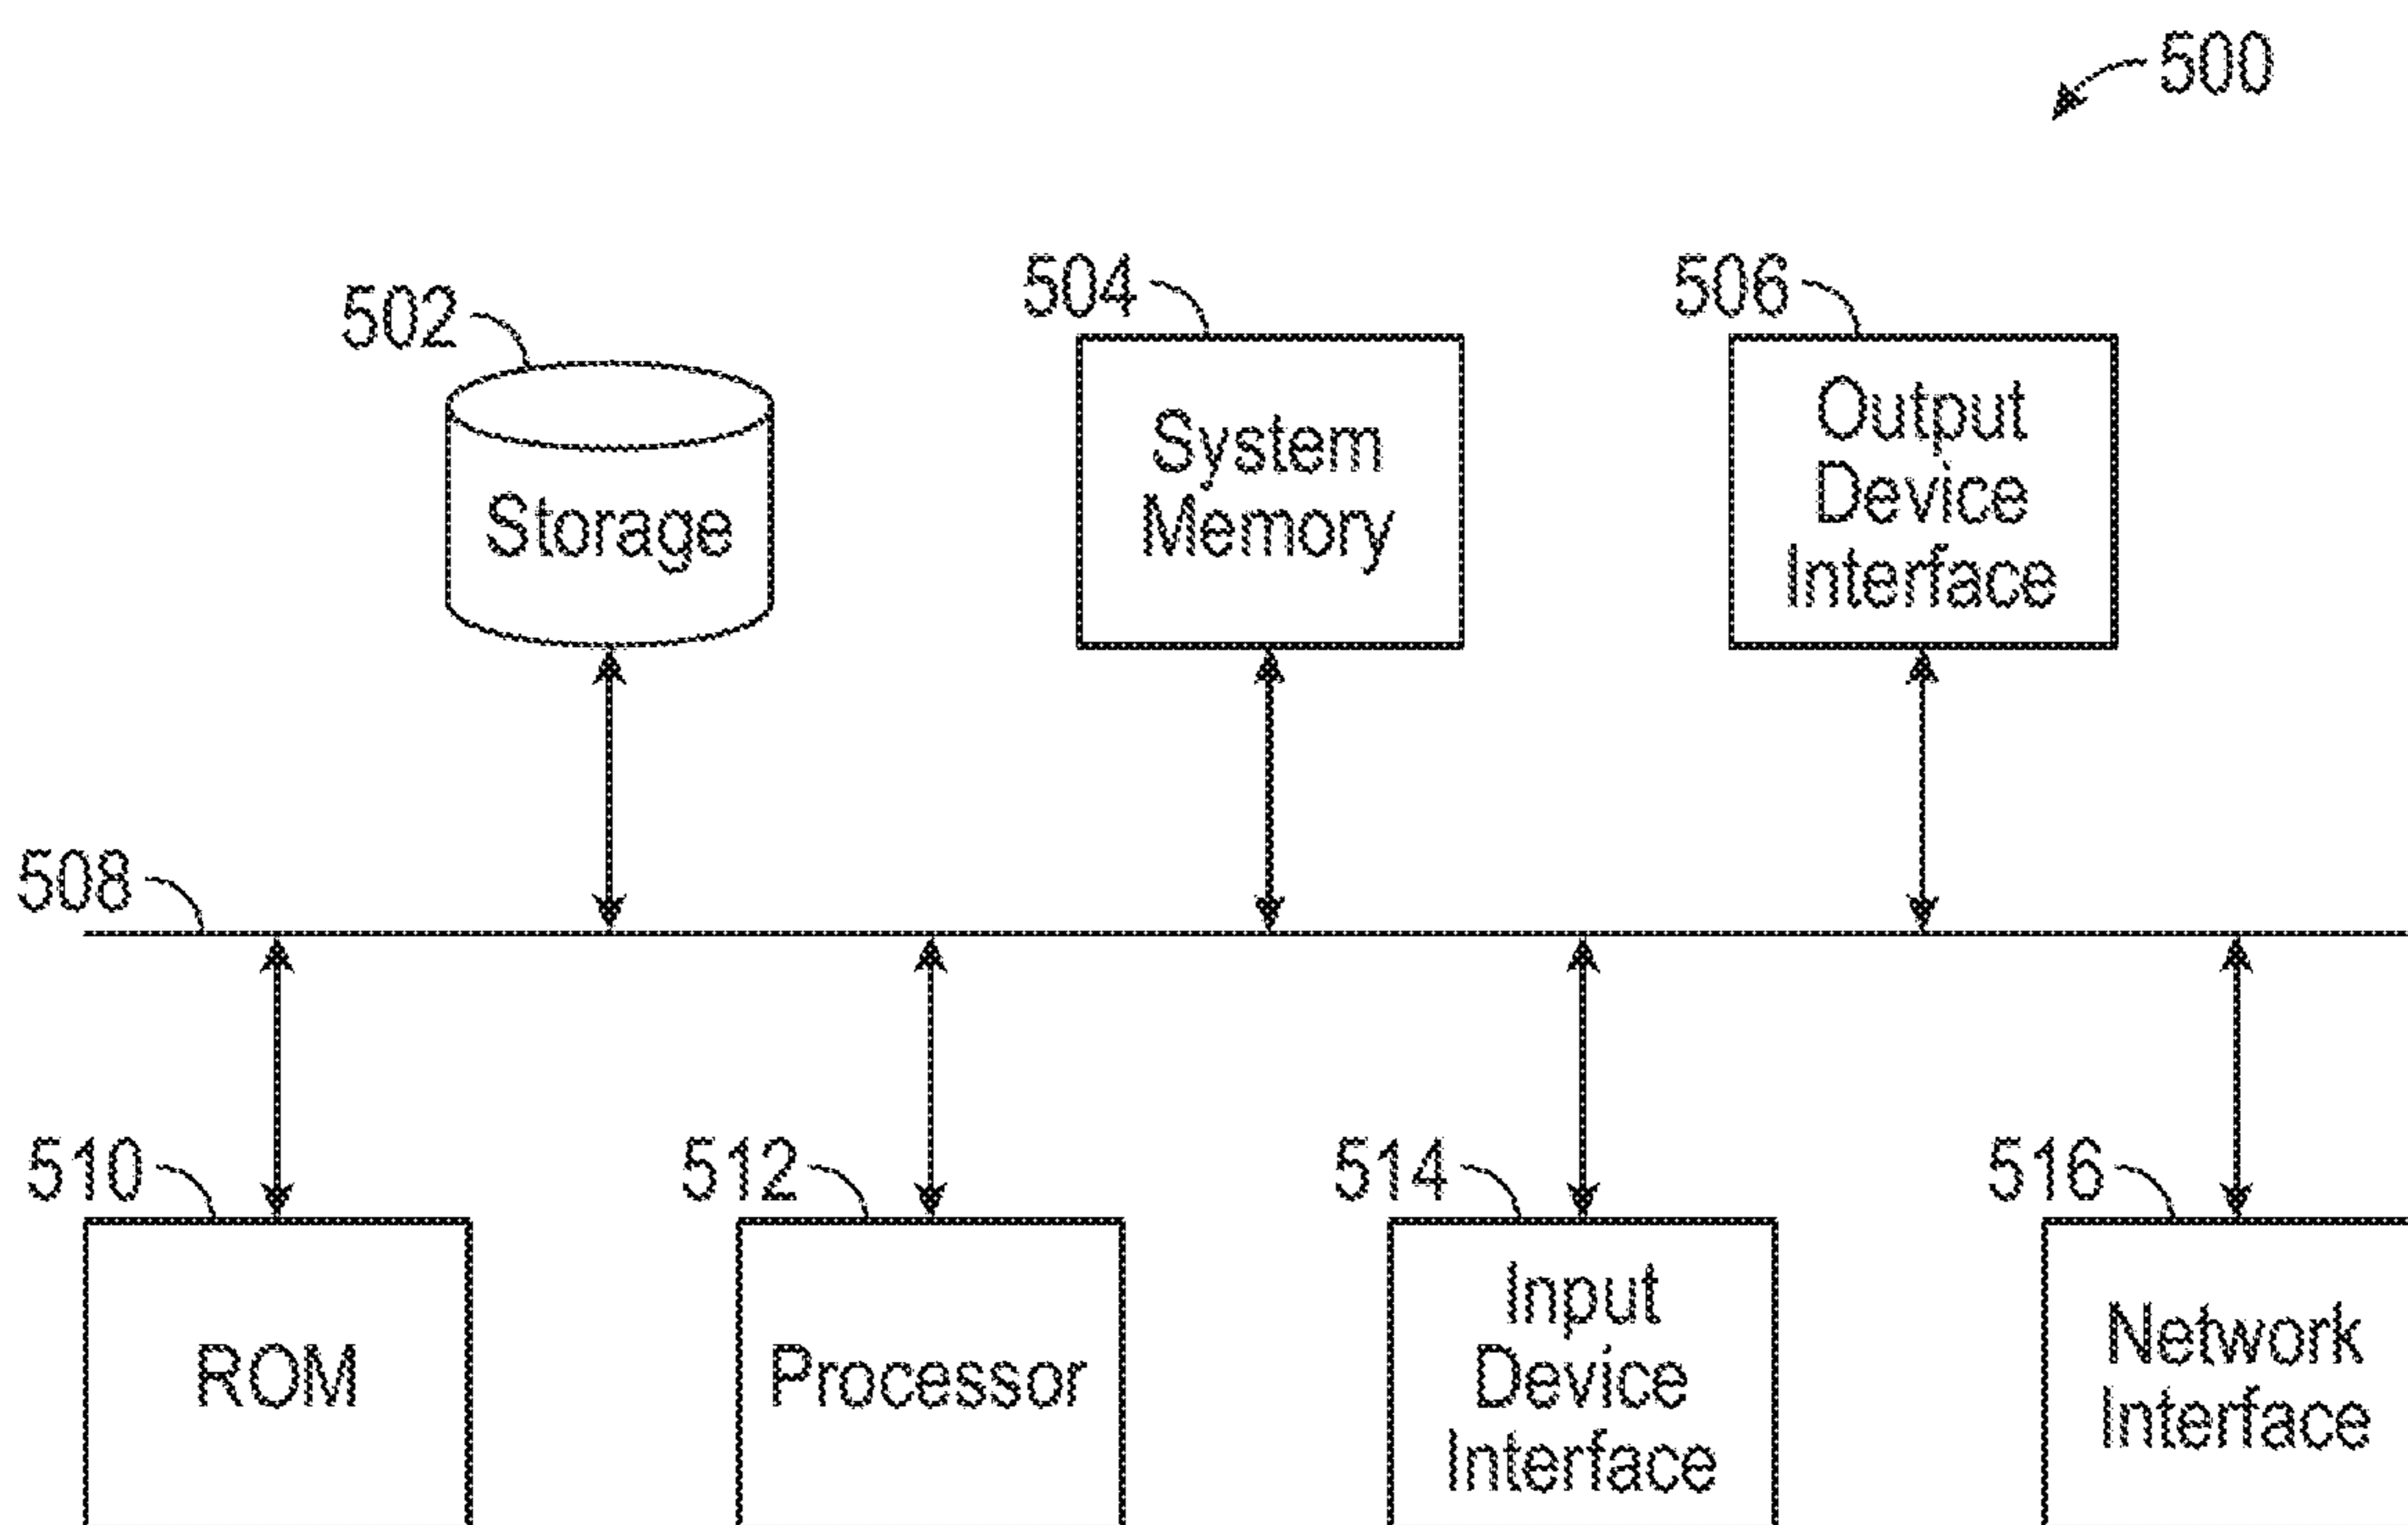 500
502
504
506
Storage
System
Memory
Output
Device
Interface
508
510
512
514
516
ROM
Processor
Input
Device
Interface
Network
Interface